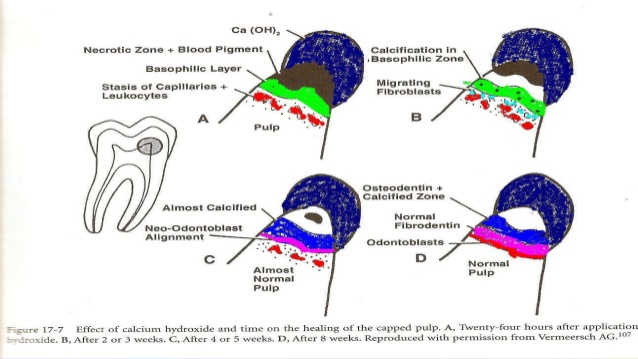 Ca (OH)₂
Necrotic Zone + Blood Pigment
Basophilic Layer
Stasis of Capillaries +
Leukocytes
A
Pulp
Calcification in
Basophilic Zone
Migrating
Fibroblasts
B
Almost Calcified
Neo-Odontoblast
Alignment
C
Almost
Normal
Pulp
Osteodentin +
Calcified Zone
Normal
Fibrodentin
Odontoblasts
D
Normal
Pulp
Figure 17-7 Effect of calcium hydroxide and time on the healing of the capped pulp. A, Twenty-four hours after application
hydroxide. B, After 2 or 3 weeks. C, After 4 or 5 weeks. D, After 8 weeks. Reproduced with permission from Vermeersch AG.¹⁰⁷